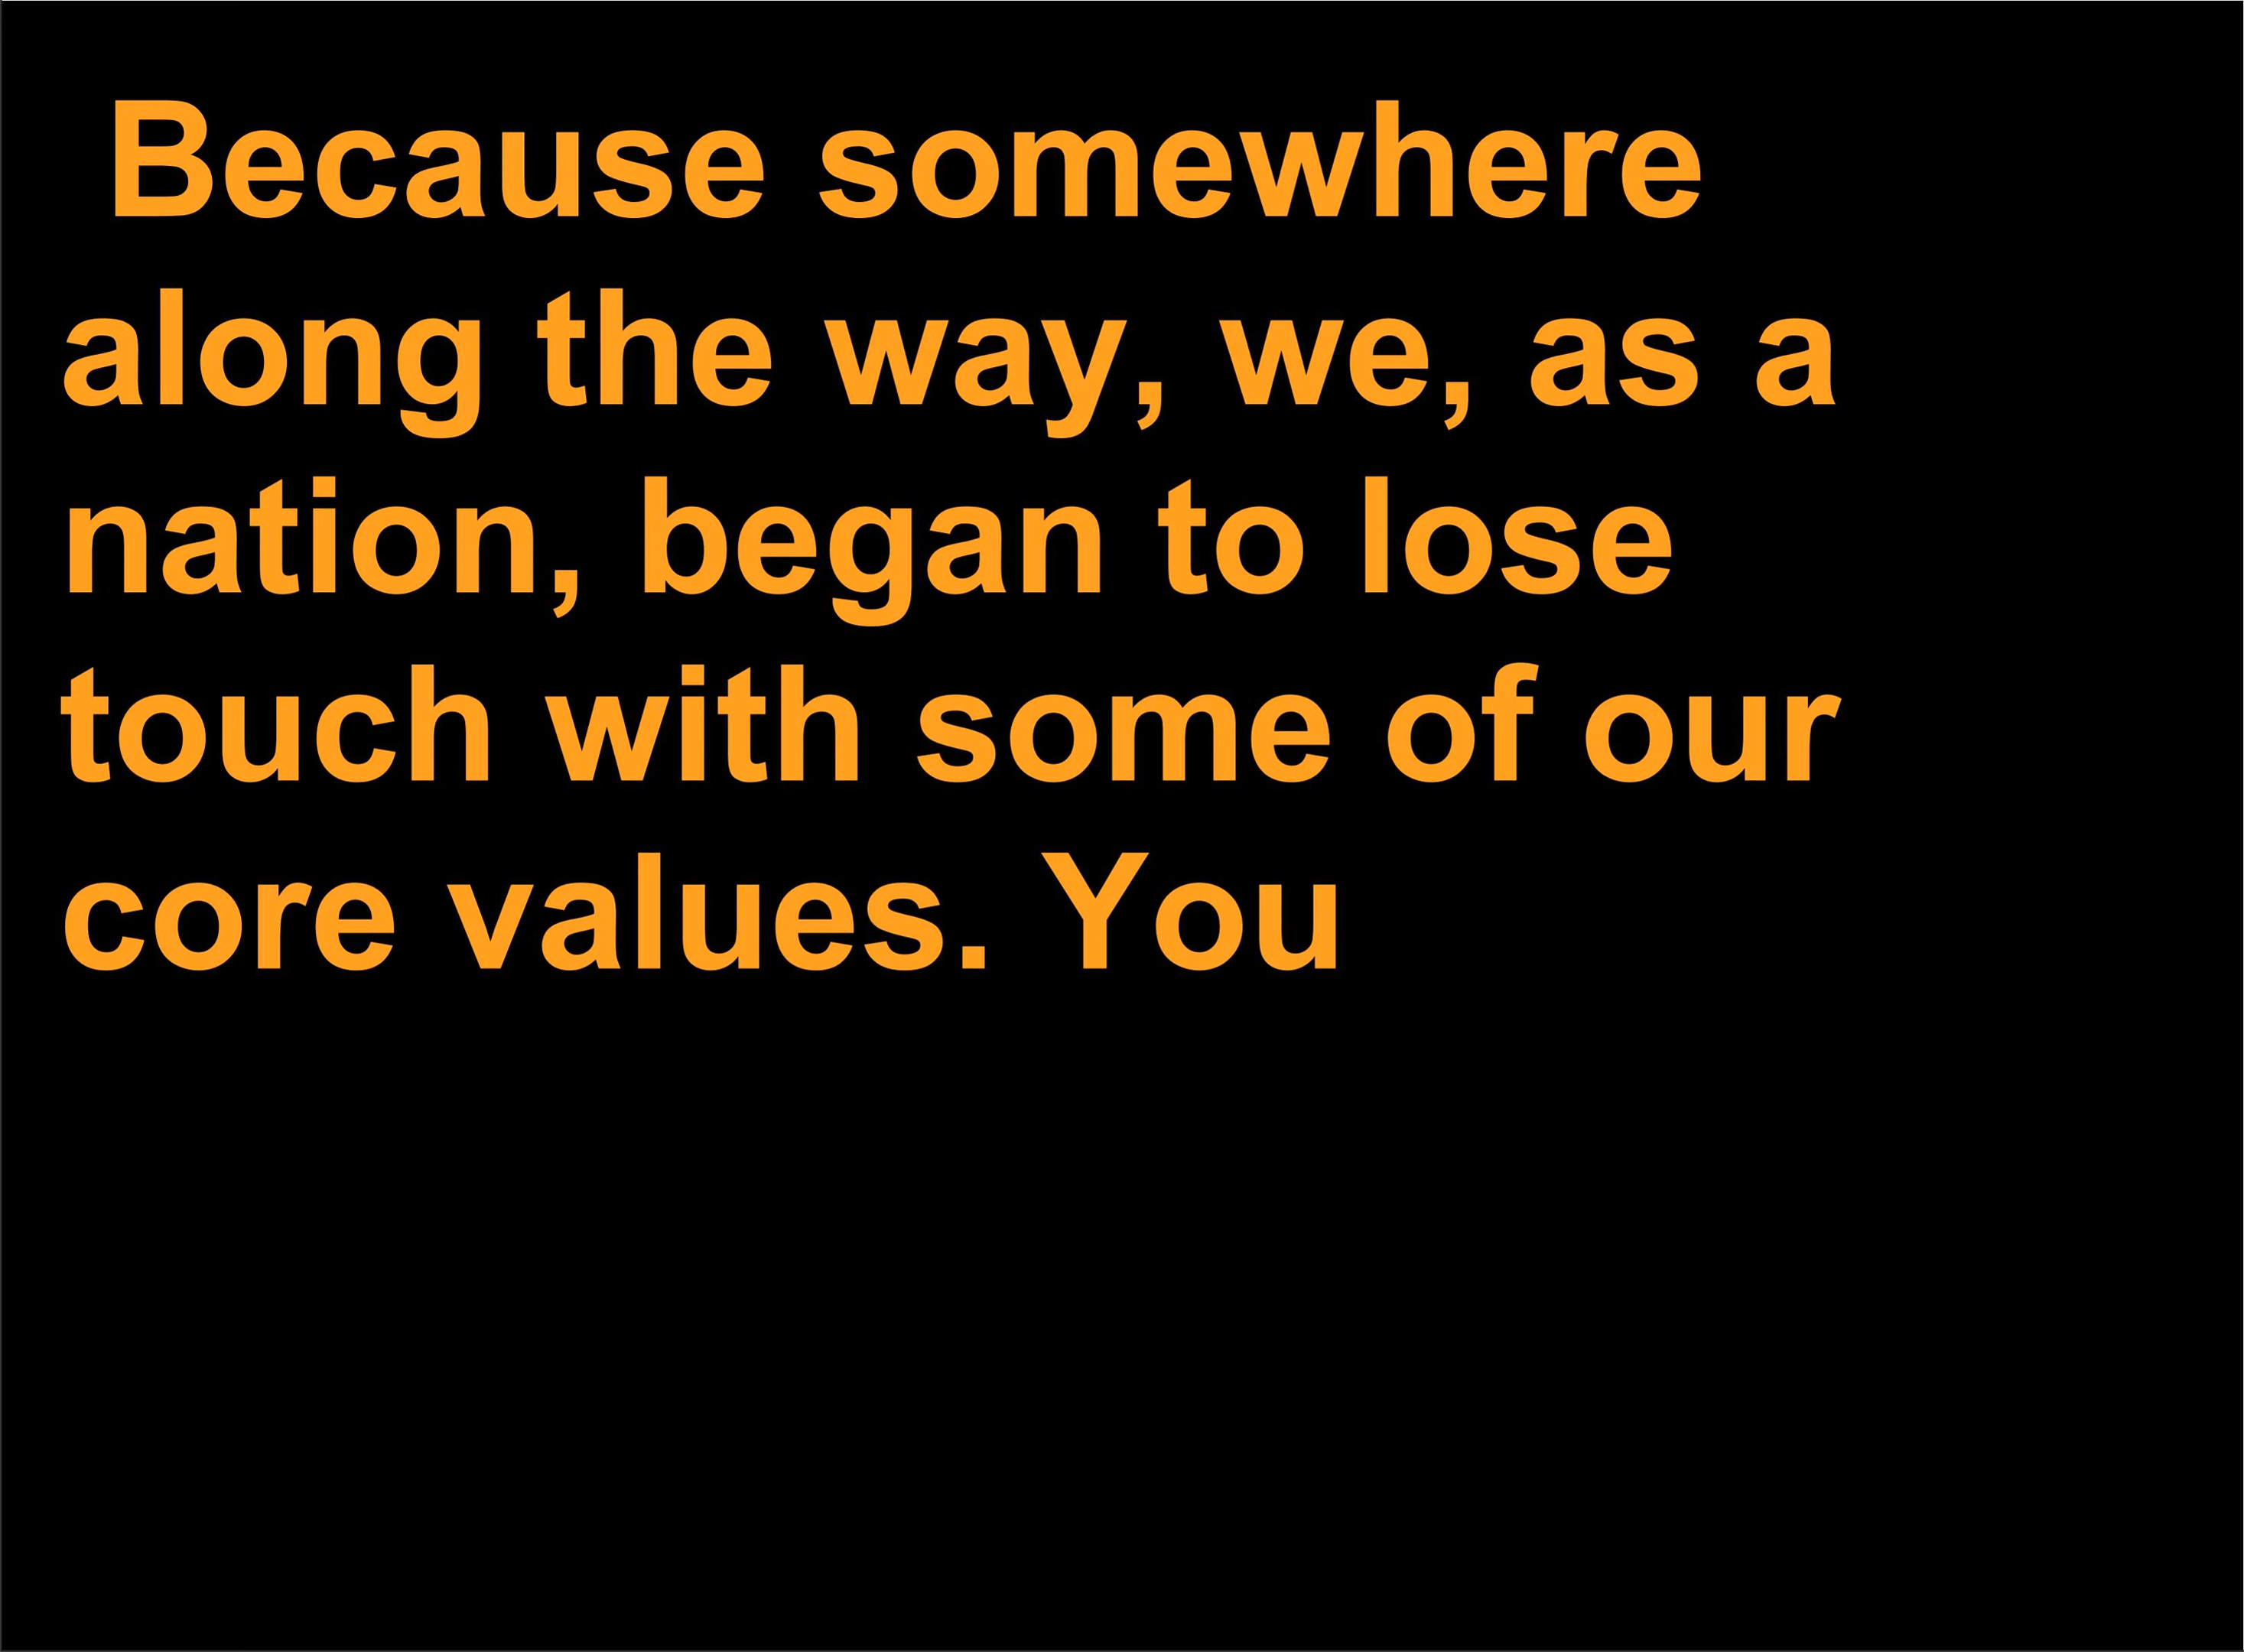 Because somewhere
along the way, we, as a
nation, began to lose
touch with some of our
core values. You